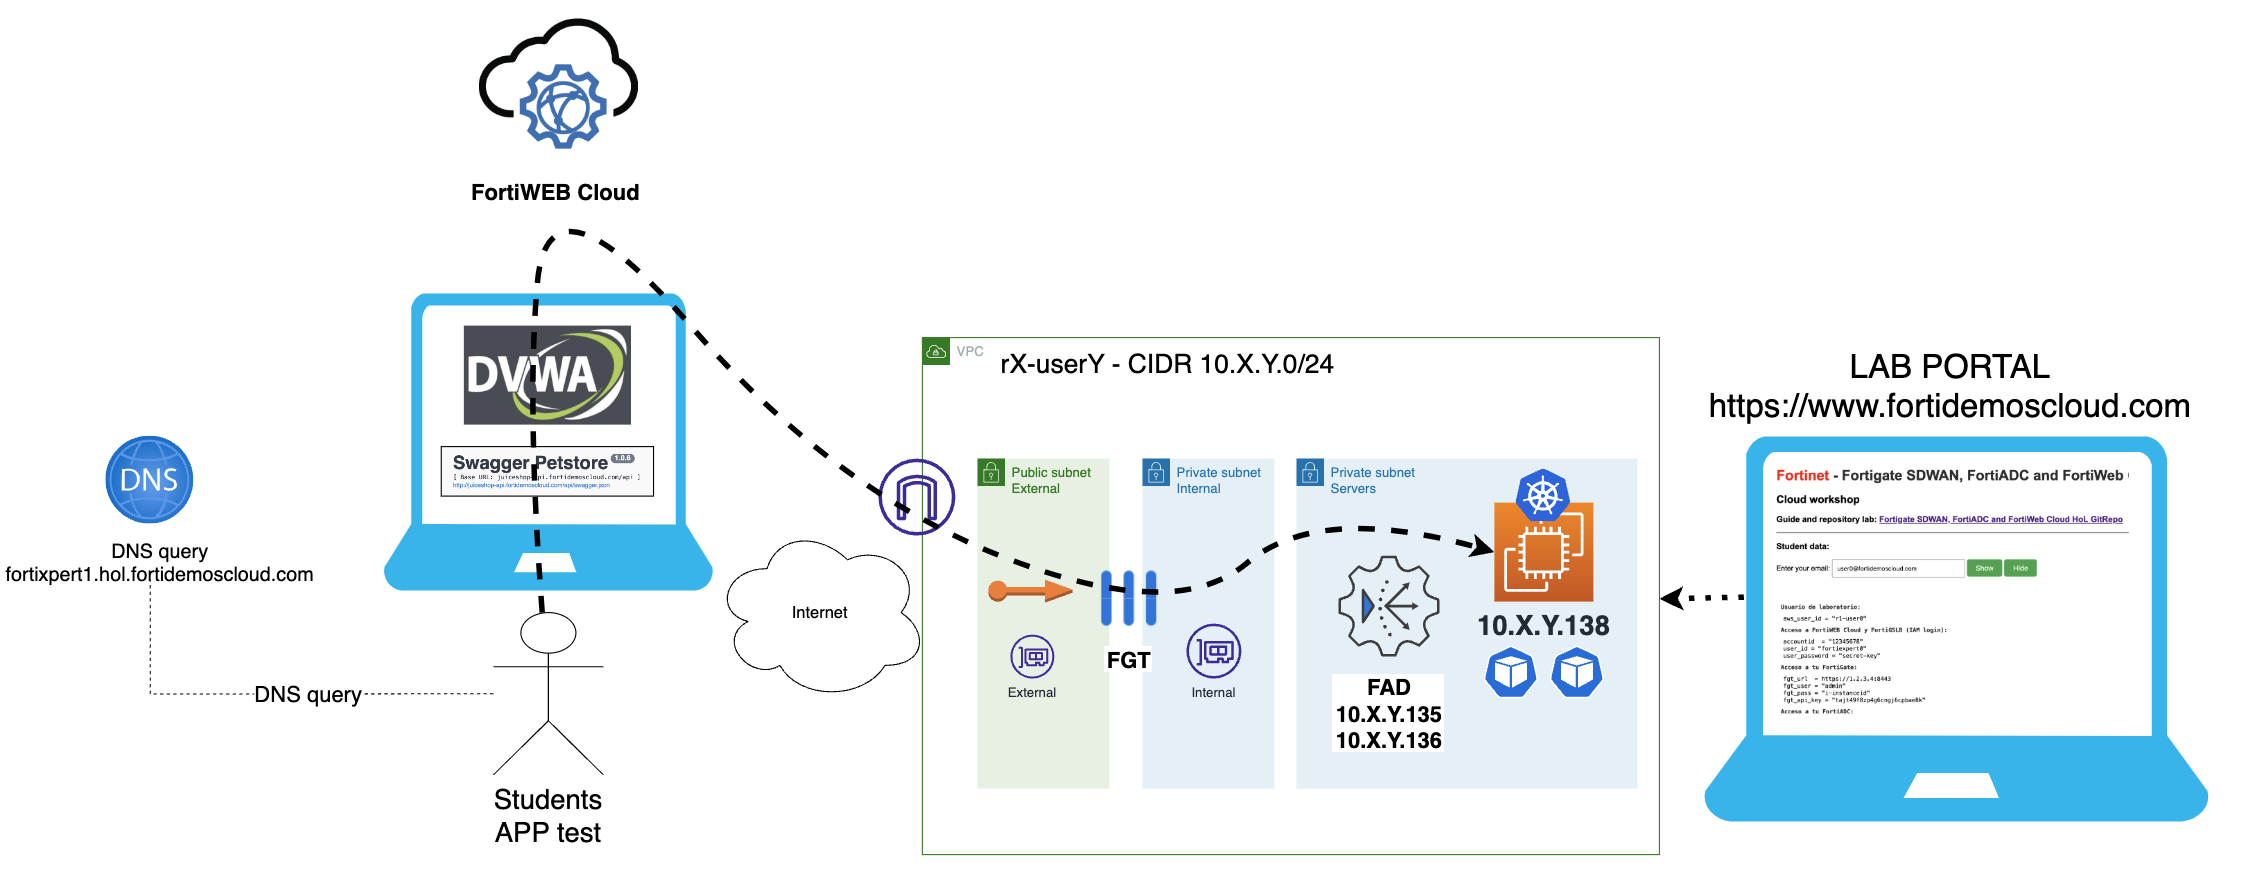 FortiWEB Cloud
DVWA
Swagger Petstore 1.0.6
[ Base URL: juiceshop-api.fortidemoscloud.com/api ]
http://juiceshop-api.fortidemoscloud.com/api/swagger.json
DNS
DNS query
fortixpert1.hol.fortidemoscloud.com
DNS query
Students
APP test
Internet
VPC
rX-userY - CIDR 10.X.Y.0/24
Public subnet
External
Private subnet
Internal
Private subnet
Servers
External
FGT
Internal
FAD
10.X.Y.135
10.X.Y.136
10.X.Y.138
LAB PORTAL
https://www.fortidemoscloud.com
Fortinet - Fortigate SDWAN, FortiADC and FortiWeb
Cloud workshop
Guide and repository lab: Fortigate SDWAN, FortiADC and FortiWeb Cloud HoL GitRepo
Student data:
Enter your email: user0@fortidemoscloud.com Show Hide
Usuario de laboratorio:
aws_user_id = "r1-user0"
Acceso a FortiWEB Cloud y FortiGSLB (IAM login):
accountid = "12345678"
user_id = "fortiexpert0"
user_password = "secret-key"
Acceso a tu FortiGate:
fgt_url = https://1.2.3.4:8443
fgt_user = "admin"
fgt_pass = "i-instanceid"
fgt_api_key = "tajt49f8zp4g6cngj6cpbae8k"
Acceso a tu FortiADC: